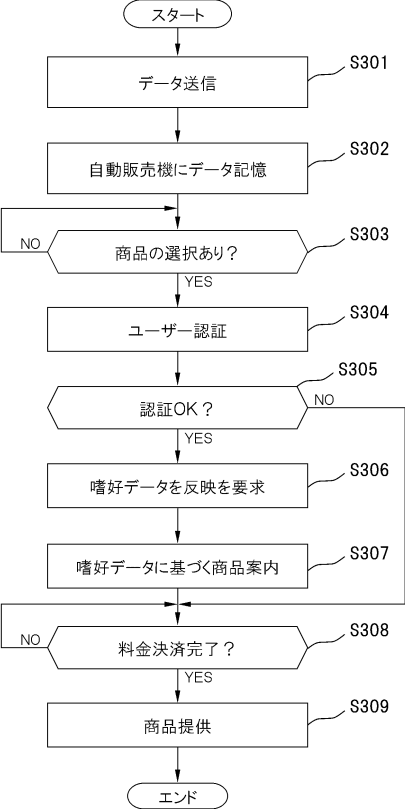 スタート
データ送信
S301
自動販売機にデータ記憶
S302
商品の選択あり？
S303
NO
YES
ユーザー認証
S304
認証OK？
S305
NO
YES
嗜好データを反映を要求
S306
嗜好データに基づく商品案内
S307
料金決済完了？
S308
NO
YES
商品提供
S309
エンド